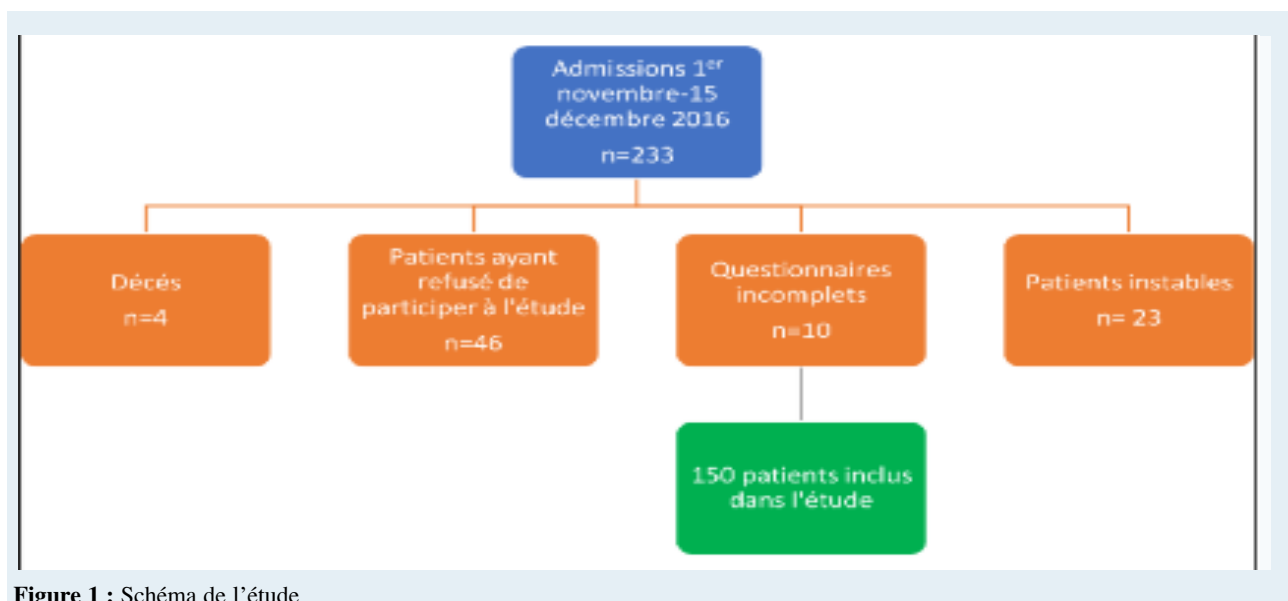 Admissions 1er
novembre-15
décembre 2016
n=233
Décés
n=4
Patients ayant
refusé de
participer à l'étude
n=46
Questionnaires
incomplets
n=10
Patients instables
n= 23
150 patients inclus
dans l'étude
Figure 1 : Schéma de l'étude